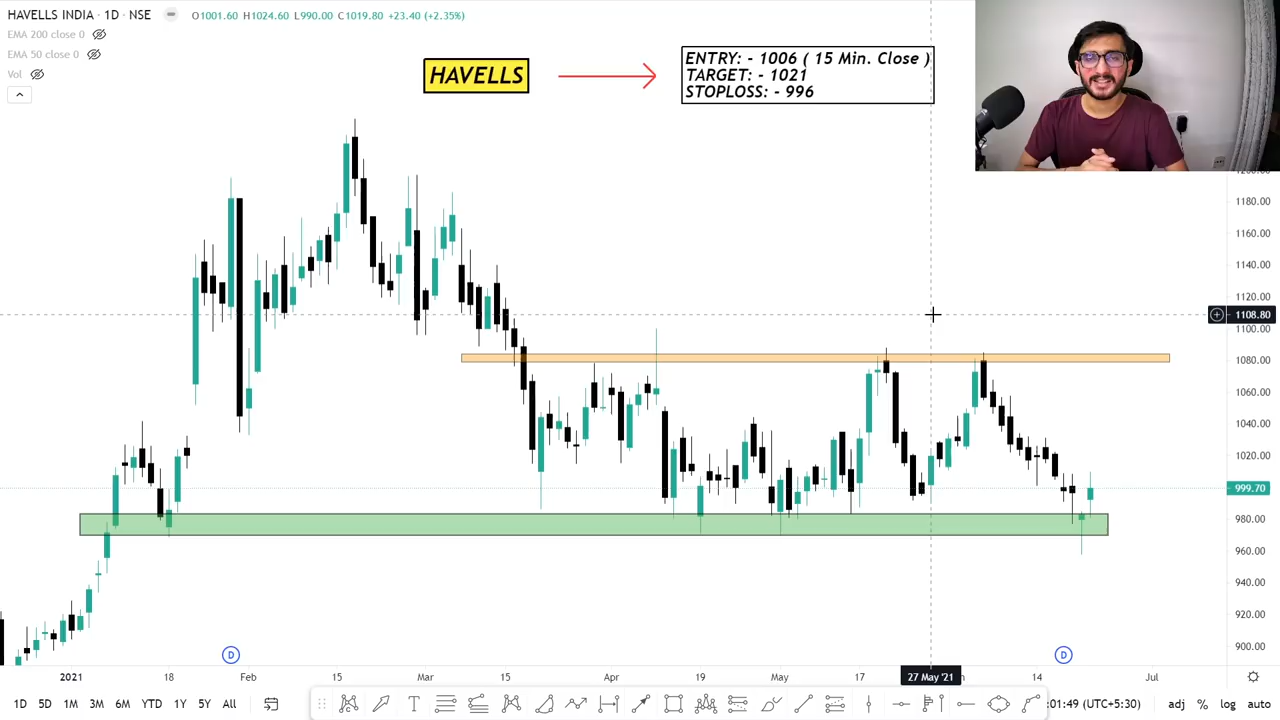 HAVELLS INDIA · 1D · NSE
O1001.60 H1024.60 L990.00 C1019.80 +23.40 (+2.35%)
EMA 200 close 0
EMA 50 close 0
Vol
HAVELLS
ENTRY: - 1006 ( 15 Min. Close )
TARGET: - 1021
STOPLOSS: - 996
1180.00
1160.00
1140.00
1120.00
1108.80
1100.00
1080.00
1060.00
1040.00
1020.00
999.70
980.00
960.00
940.00
920.00
900.00
D
D
2021
18
Feb
15
Mar
15
Apr
19
May
17
27 May '21
14
Jul
1D 5D 1M 3M 6M YTD 1Y 5Y All
T
:01:49 (UTC+5:30)
adj % log auto